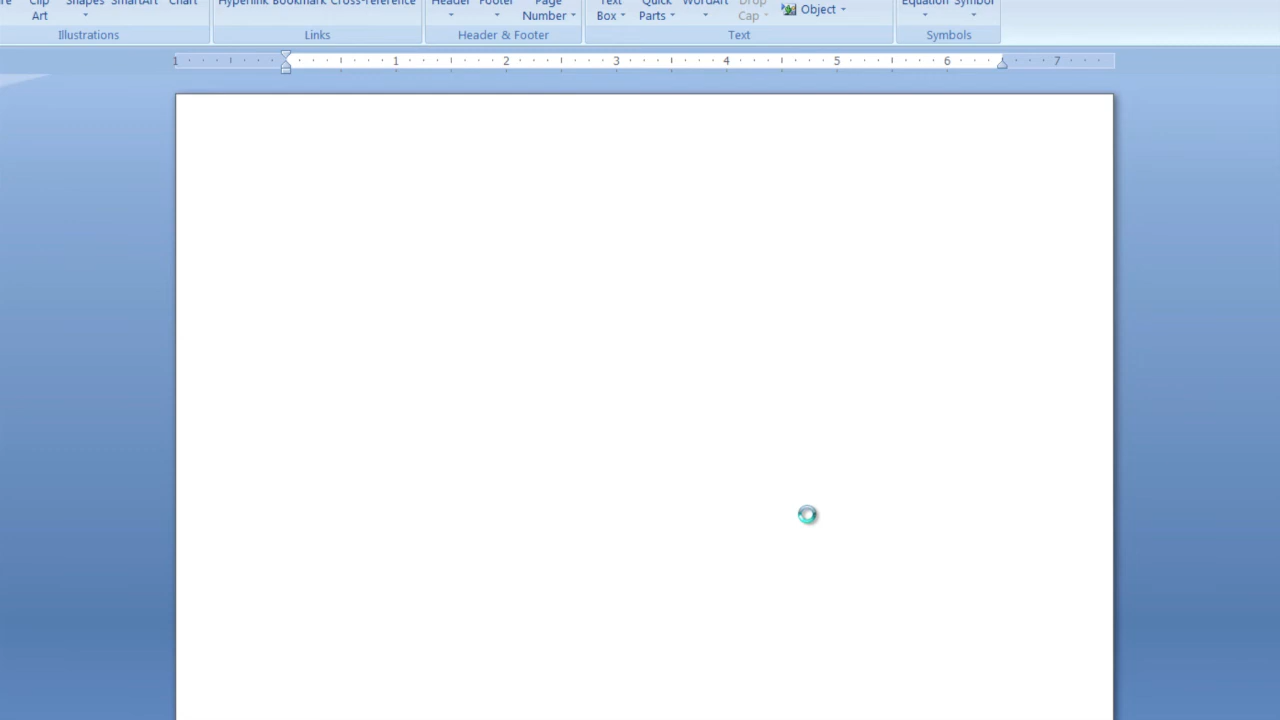 Clip Shapes SmartArt Chart Hyperlink Bookmark Cross-reference Header Footer Page Text Quick WordArt Drop Equation Symbol
Art Number Box Parts Cap Object
Illustrations Links Header & Footer Text Symbols
1 1 2 3 4 5 6 7